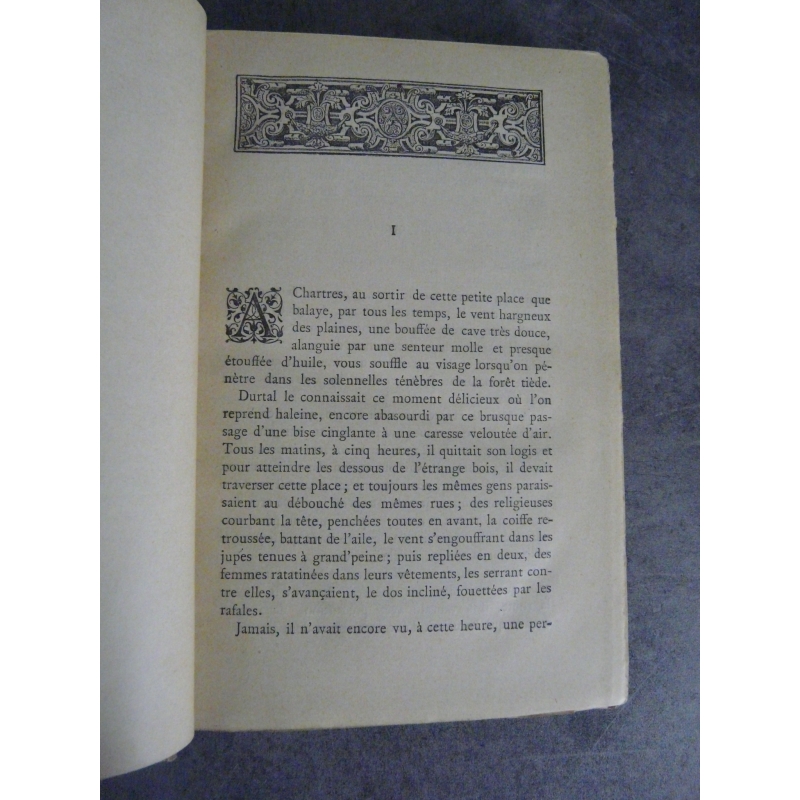 I
A Chartres, au sortir de cette petite place que
balaye, par tous les temps, le vent hargneux
des plaines, une bouffée de cave très douce,
alanguie par une senteur molle et presque
étouffée d'huile, vous souffle au visage lorsqu'on pé-
nètre dans les solennelles ténèbres de la forêt tiède.
Durtal le connaissait ce moment délicieux où l'on
reprend haleine, encore abasourdi par ce brusque pas-
sage d'une bise cinglante à une caresse veloutée d'air.
Tous les matins, à cinq heures, il quittait son logis et
pour atteindre les dessous de l'étrange bois, il devait
traverser cette place ; et toujours les mêmes gens parais-
saient au débouché des mêmes rues ; des religieuses
courbant la tête, penchées toutes en avant, la coiffe re-
troussée, battant de l'aile, le vent s'engouffrant dans les
jupes tenues à grand'peine ; puis repliées en deux, des
femmes ratatinées dans leurs vêtements, les serrant con-
tre elles, s'avançaient, le dos incliné, fouettées par les
rafales.
Jamais, il n'avait encore vu, à cette heure, une per-